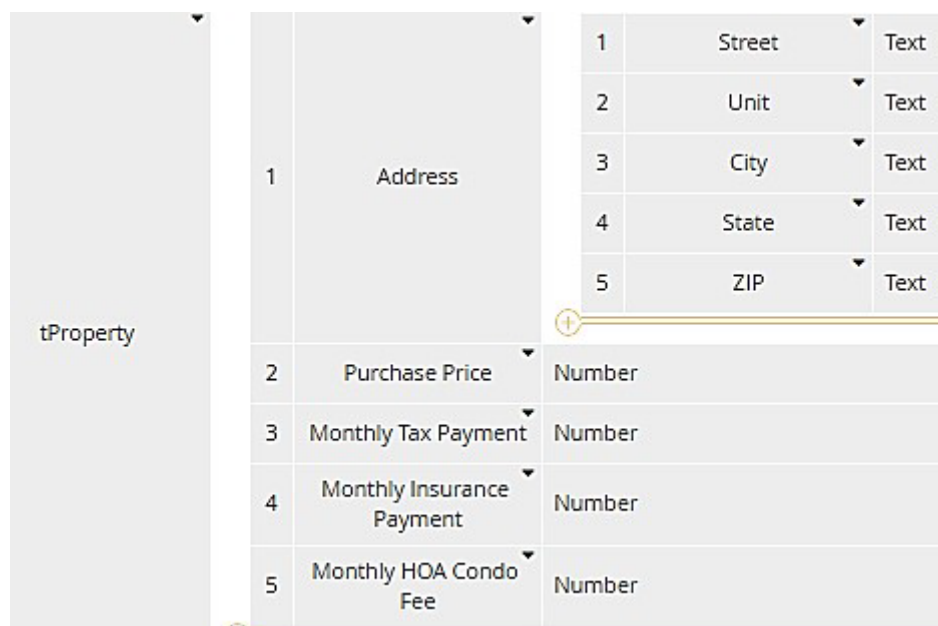 tProperty
1 Address
1 Street Text
2 Unit Text
3 City Text
4 State Text
5 ZIP Text
2 Purchase Price Number
3 Monthly Tax Payment Number
4 Monthly Insurance
Payment Number
5 Monthly HOA Condo
Fee Number